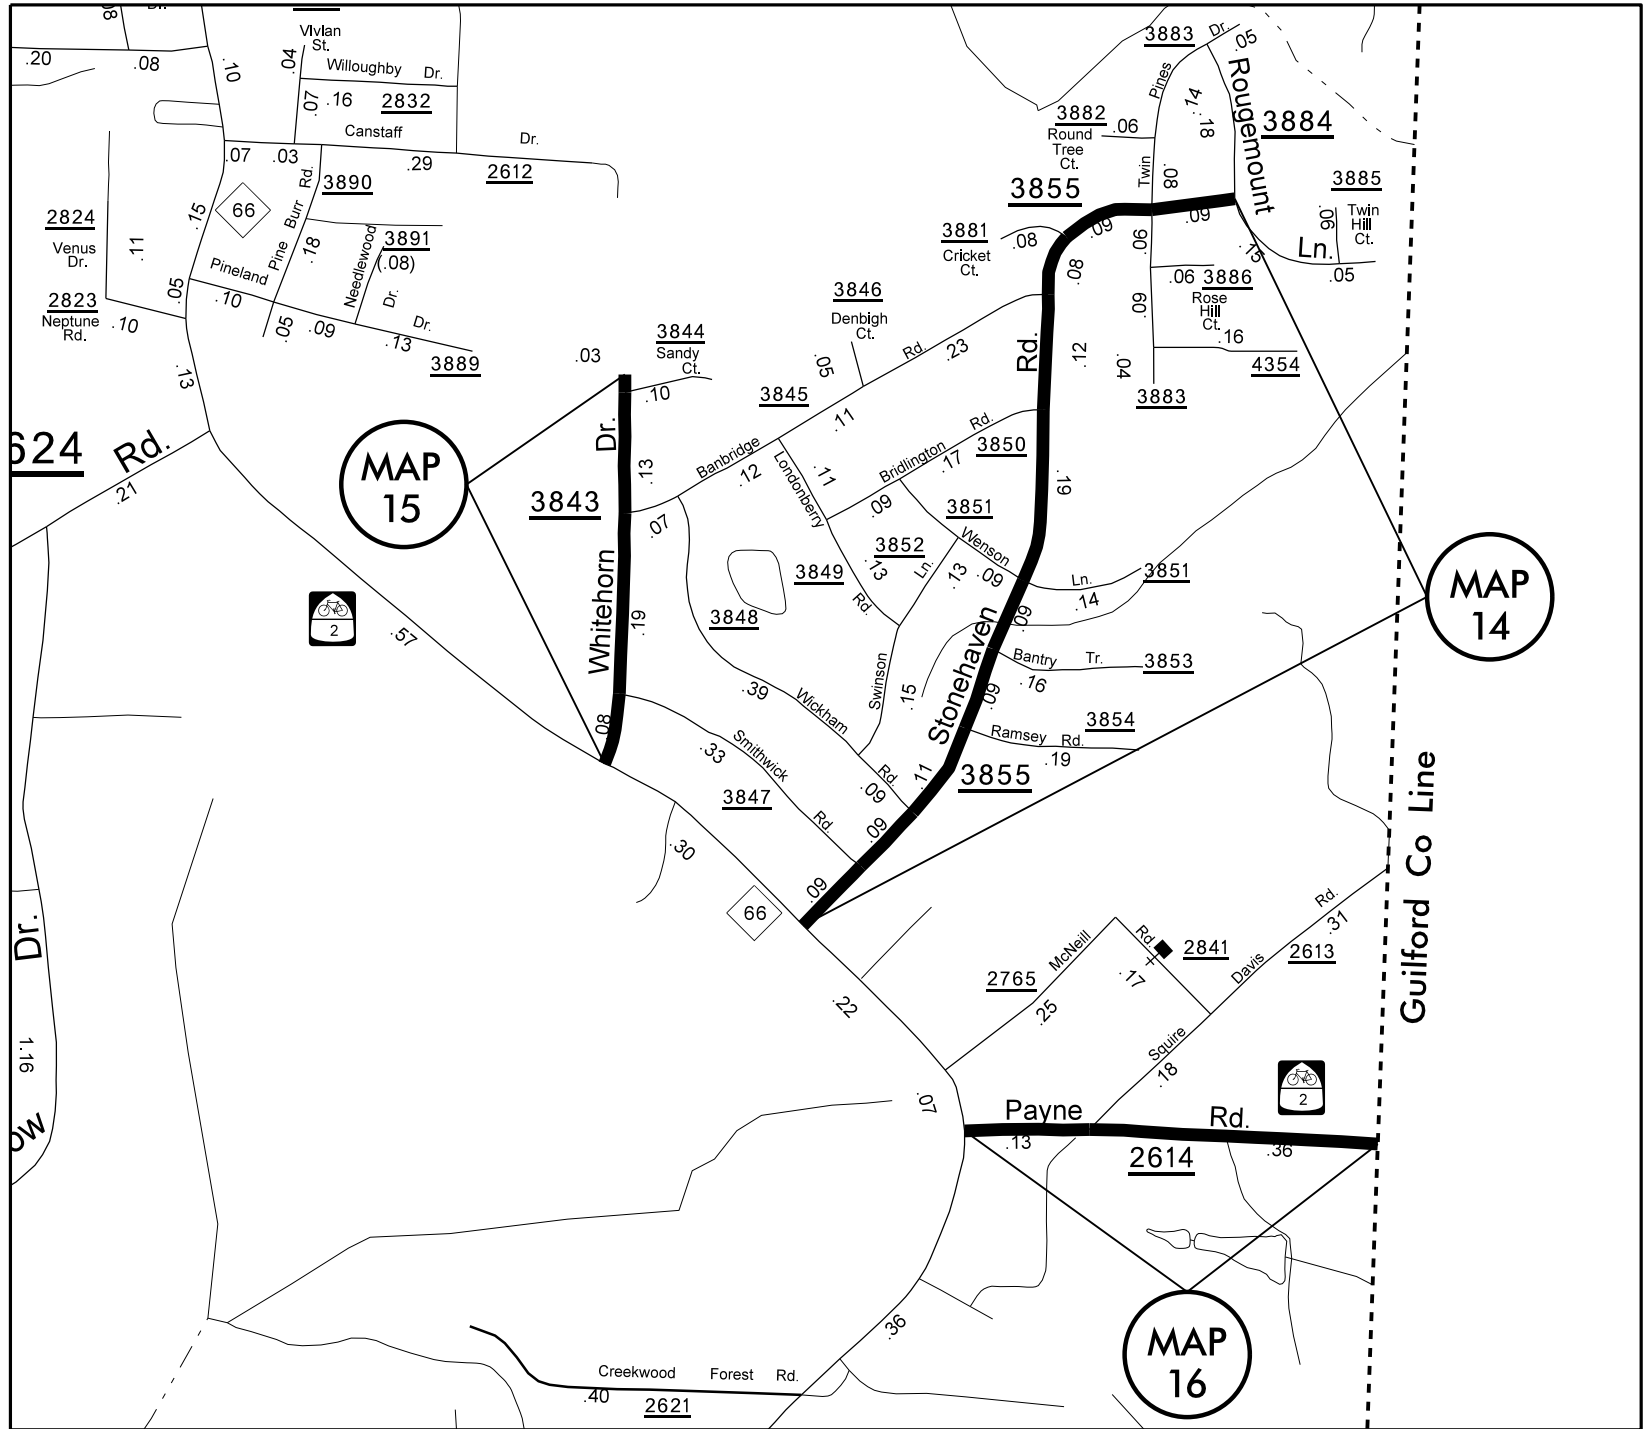 Vivian
St.
.20
.08
.10
.04
Willoughby Dr.
.07
.16
2832
Canstaff Dr.
.07
.03
.29
2612
3890
66
.15
Pine Burr Rd.
.18
2824
Venus
Dr.
.11
2823
Neptune
Rd.
.10
.05
.13
Pineland Dr.
.10
.05
.09
.13
3889
3891
(.08)
Needlewood Dr.
624
Rd.
.21
MAP
15
.03
3844
Sandy
Ct.
.10
Whitehorn Dr.
3843
.13
.19
.08
.07
Banbridge Rd.
.12
3845
.11
.23
3846
Denbigh
Ct.
.05
Londonberry Rd.
.11
.13
3849
Bridlington Rd.
.09
.17
3850
3851
Wenson Ln.
.09
.14
3851
3852
Ln.
.13
Swinson
.15
3848
.39
Wickham Rd.
.09
Smithwick Rd.
.33
3847
2
.57
.30
66
.22
.07
.36
3883
Twin Pines Dr.
.05
.14
.18
Rougemount Ln.
3884
3882
Round
Tree
Ct.
.06
.08
3855
3881
Cricket
Ct.
.08
.09
.09
.08
.06
.09
.04
3885
Twin
Hill
Ct.
.06
.15
.05
.06
3886
Rose
Hill
Ct.
.16
4354
3883
.12
.19
Stonehaven Rd.
.09
Bantry Tr.
.16
3853
.09
Ramsey Rd.
.19
3854
.11
3855
.09
.09
MAP
14
Guilford Co Line
McNeill Rd.
2765
.25
.17
2841
Squire Davis Rd.
.18
.31
2613
2
Payne Rd.
.13
2614
.36
MAP
16
Dr.
1.16
ow
Creekwood Forest Rd.
.40
2621